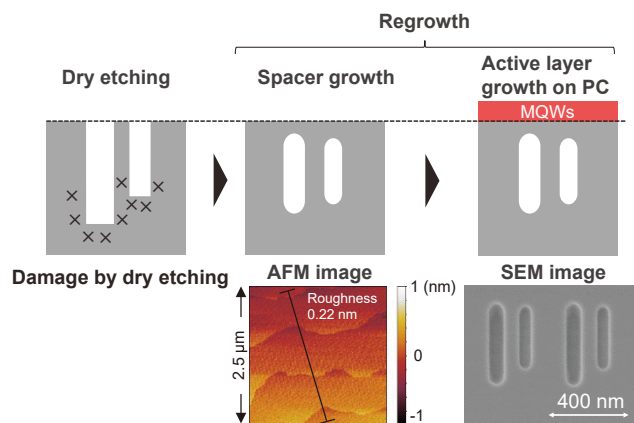 Regrowth
Dry etching
Spacer growth
Active layer
growth on PC
MQWs
Damage by dry etching
AFM image
SEM image
2.5 μm
Roughness
0.22 nm
1 (nm)
0
-1
400 nm